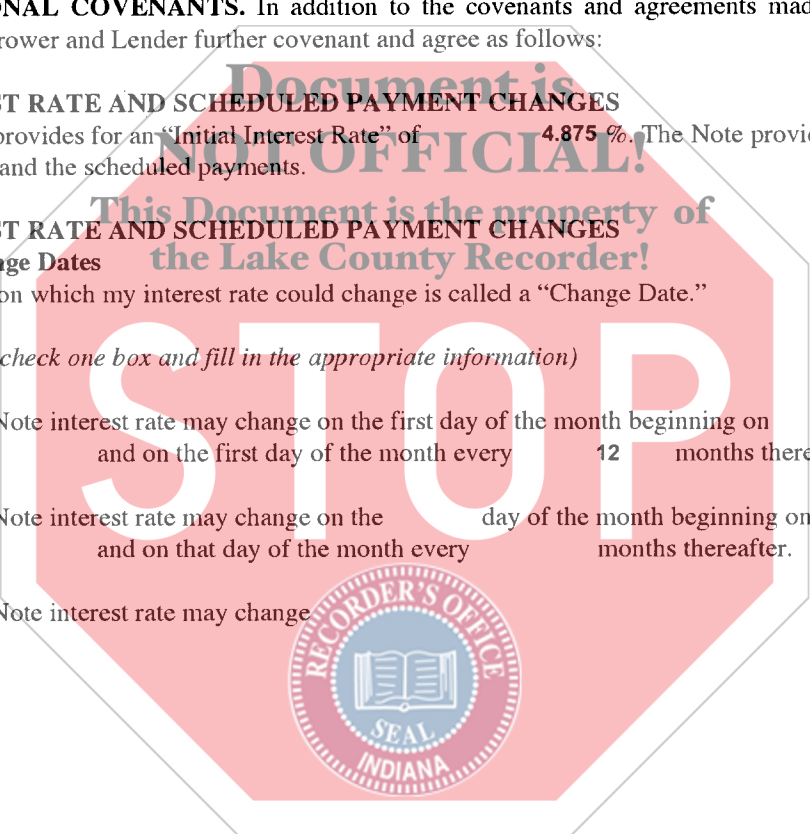 ONAL COVENANTS. In addition to the covenants and agreements mad
rower and Lender further covenant and agree as follows:
Document is
ST RATE AND SCHEDULED PAYMENT CHANGES
provides for an “Initial Interest Rate” of 4.875 %. The Note provi
NOT OFFICIAL!
and the scheduled payments.
This Document is the property of
ST RATE AND SCHEDULED PAYMENT CHANGES
the Lake County Recorder!
nge Dates
on which my interest rate could change is called a “Change Date.”
check one box and fill in the appropriate information)
STOP
Note interest rate may change on the first day of the month beginning on
and on the first day of the month every 12 months there
Note interest rate may change on the day of the month beginning on
and on that day of the month every months thereafter.
Note interest rate may change
RECORDER'S OFFICE
SEAL
INDIANA